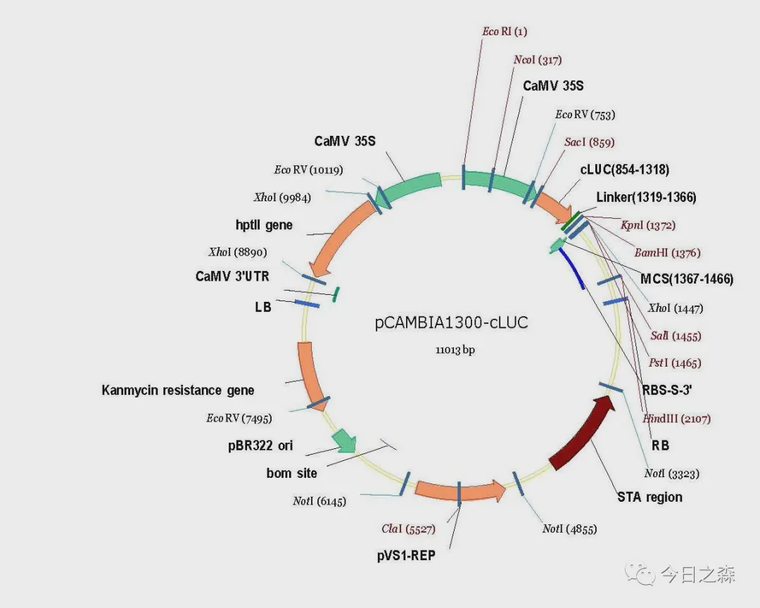 EcoRI (1)
NcoI (317)
CaMV 35S
EcoRV (753)
SacI (859)
cLUC(854-1318)
Linker(1319-1366)
KpnI (1372)
BamHI (1376)
MCS(1367-1466)
XhoI (1447)
SalI (1455)
PstI (1465)
RBS-S-3'
HindIII (2107)
RB
NotI (3323)
STA region
NotI (4855)
pVS1-REP
ClaI (5527)
NotI (6145)
bom site
pBR322 ori
EcoRV (7495)
Kanmycin resistance gene
LB
CaMV 3'UTR
XhoI (8890)
hptII gene
XhoI (9984)
EcoRV (10119)
CaMV 35S
pCAMBIA1300-cLUC
11013 bp
今日之森